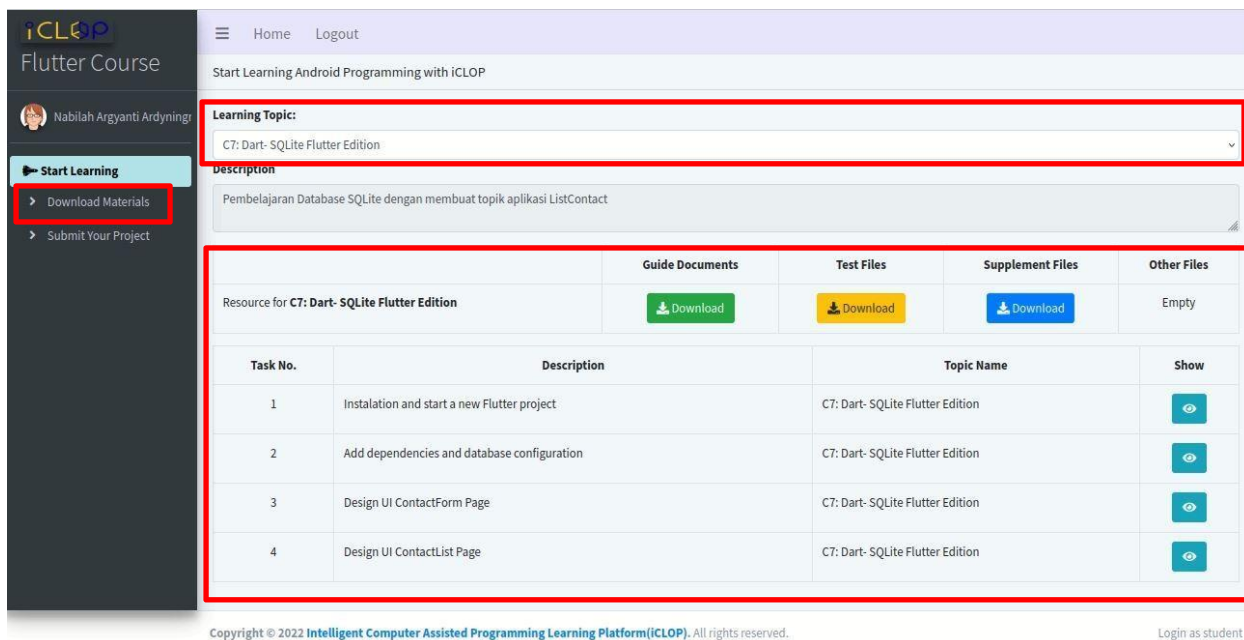 iCLOP
Flutter Course
Nabilah Argyanti Ardyningr
Start Learning
Download Materials
Submit Your Project
Home Logout
Start Learning Android Programming with iCLOP
Learning Topic:
C7: Dart- SQLite Flutter Edition
Description
Pembelajaran Database SQLite dengan membuat topik aplikasi ListContact
Guide Documents Test Files Supplement Files Other Files
Resource for C7: Dart- SQLite Flutter Edition Download Download Download Empty
Task No. Description Topic Name Show
1 Instalation and start a new Flutter project C7: Dart- SQLite Flutter Edition
2 Add dependencies and database configuration C7: Dart- SQLite Flutter Edition
3 Design UI ContactForm Page C7: Dart- SQLite Flutter Edition
4 Design UI ContactList Page C7: Dart- SQLite Flutter Edition
Copyright © 2022 Intelligent Computer Assisted Programming Learning Platform(iCLOP). All rights reserved. Login as student